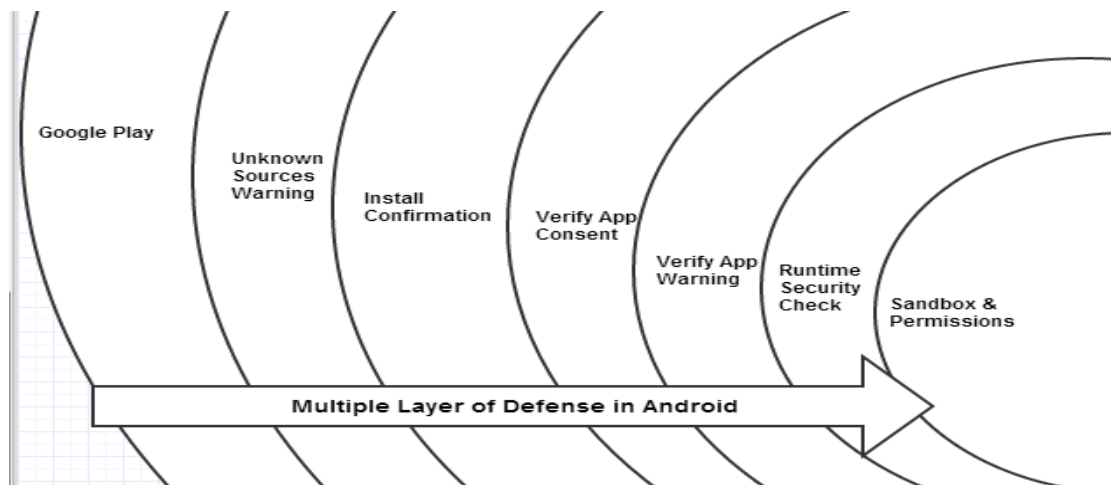 Google Play
Unknown
Sources
Warning
Install
Confirmation
Verify App
Consent
Verify App
Warning
Runtime
Security
Check
Sandbox &
Permissions
Multiple Layer of Defense in Android